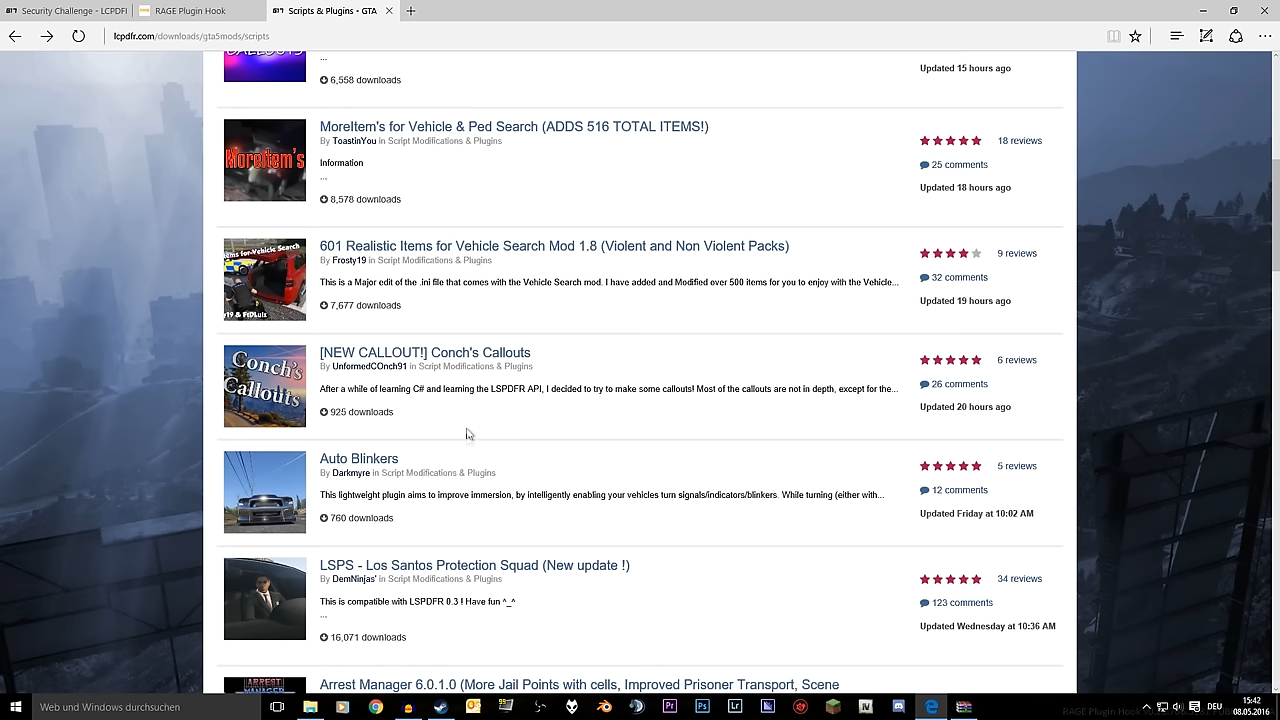 Security Challenge - LCPDFI
RAGE Plugin Hook
Scripts & Plugins - GTA
lcpdfr.com/downloads/gta5mods/scripts
CALLOUTS
...
6,558 downloads
Updated 15 hours ago
MoreItem's
MoreItem's for Vehicle & Ped Search (ADDS 516 TOTAL ITEMS!)
By ToastinYou in Script Modifications & Plugins
Information
...
8,578 downloads
18 reviews
25 comments
Updated 18 hours ago
601 Realistic Items for Vehicle Search Mod 1.8 (Violent and Non Violent Packs)
By Frosty19 in Script Modifications & Plugins
This is a Major edit of the .ini file that comes with the Vehicle Search mod. I have added and Modified over 500 items for you to enjoy with the Vehicle...
7,677 downloads
9 reviews
32 comments
Updated 19 hours ago
Conch's
Callouts
[NEW CALLOUT!] Conch's Callouts
By UnformedCOnch91 in Script Modifications & Plugins
After a while of learning C# and learning the LSPDFR API, I decided to try to make some callouts! Most of the callouts are not in depth, except for the...
925 downloads
6 reviews
26 comments
Updated 20 hours ago
Auto Blinkers
By Darkmyre in Script Modifications & Plugins
This lightweight plugin aims to improve immersion, by intelligently enabling your vehicles turn signals/indicators/blinkers. While turning (either with...
760 downloads
5 reviews
12 comments
Updated Friday at 10:02 AM
LSPS - Los Santos Protection Squad (New update !)
By DemNinjas' in Script Modifications & Plugins
This is compatible with LSPDFR 0.3 ! Have fun ^_^
...
16,071 downloads
34 reviews
123 comments
Updated Wednesday at 10:36 AM
ARREST
Arrest Manager 6.0.1.0 (More Jail Points with cells, Improved Prisoner Transport, Scene
Web und Windows durchsuchen
DEU
15:42
08.05.2016
RAGE Plugin Hook